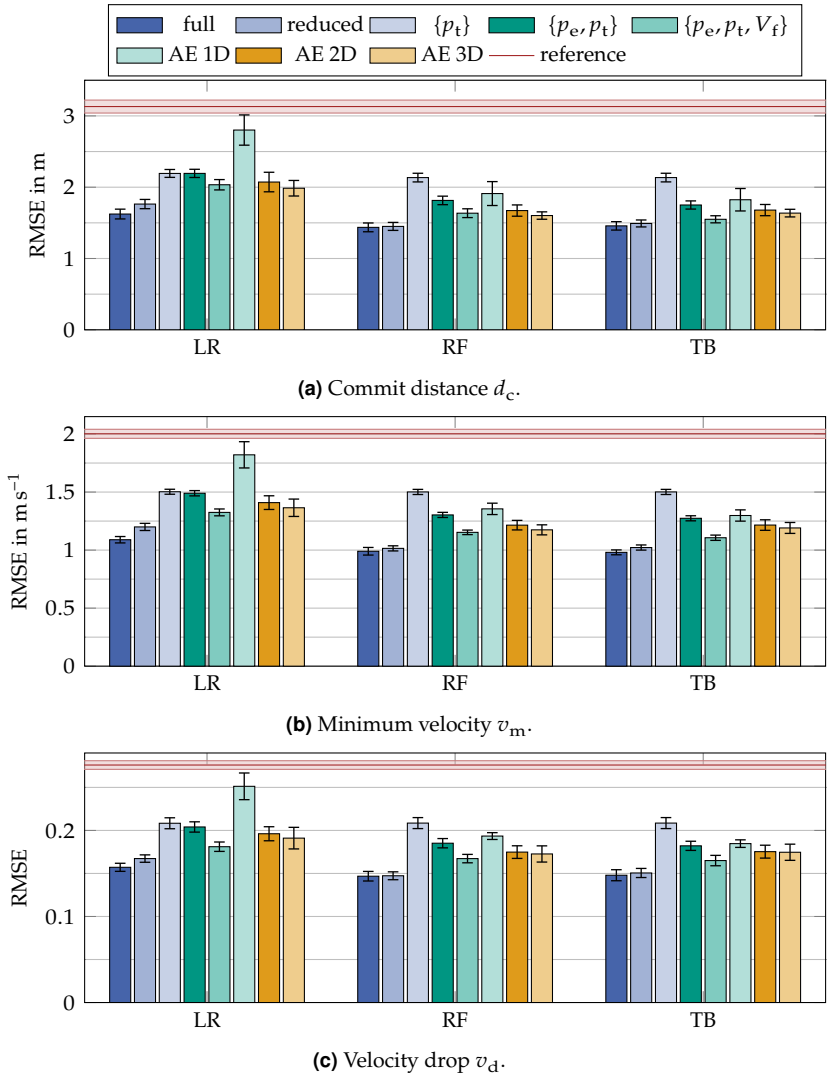 full reduced {p_t} {p_e, p_t} {p_e, p_t, V_f}
AE 1D AE 2D AE 3D reference
RMSE in m
3
2
1
0
LR RF TB
(a) Commit distance d_c.
RMSE in m s⁻¹
2
1.5
1
0.5
0
LR RF TB
(b) Minimum velocity v_m.
RMSE
0.2
0.1
0
LR RF TB
(c) Velocity drop v_d.